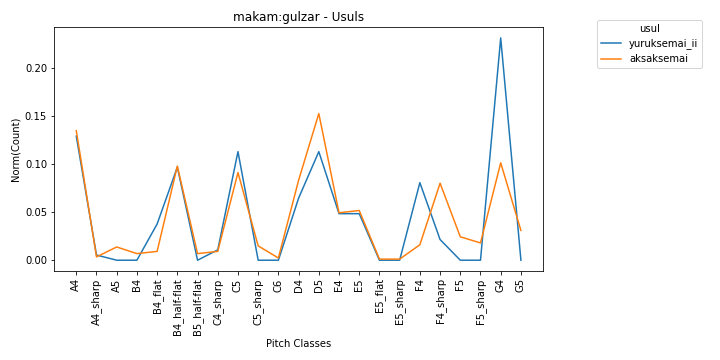 makam:gulzar - Usuls
usul
yuruksemai_ii
aksaksemai
Norm(Count)
0.20
0.15
0.10
0.05
0.00
A4
A4_sharp
A5
B4
B4_flat
B4_half-flat
B5_half-flat
C4_sharp
C5
C5_sharp
C6
D4
D5
E4
E5
E5_flat
E5_sharp
F4
F4_sharp
F5
F5_sharp
G4
G5
Pitch Classes